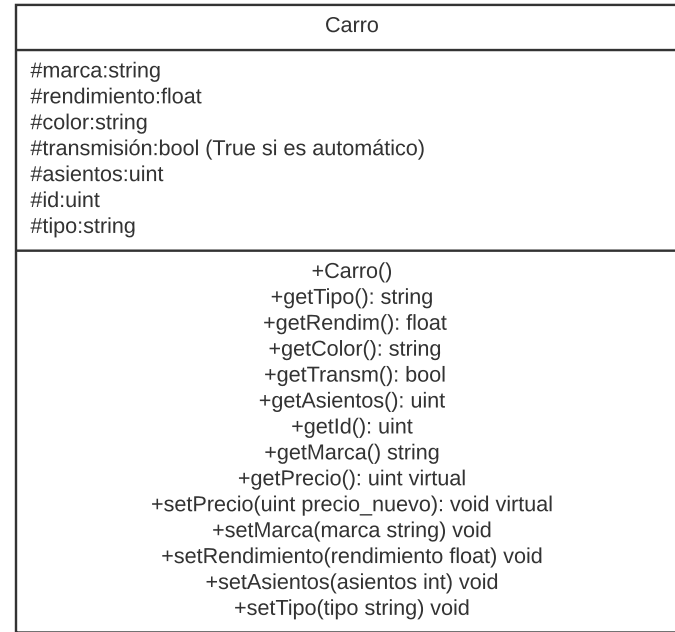 Carro
#marca:string
#rendimiento:float
#color:string
#transmisión:bool (True si es automático)
#asientos:uint
#id:uint
#tipo:string
+Carro()
+getTipo(): string
+getRendim(): float
+getColor(): string
+getTransm(): bool
+getAsientos(): uint
+getId(): uint
+getMarca() string
+getPrecio(): uint virtual
+setPrecio(uint precio_nuevo): void virtual
+setMarca(marca string) void
+setRendimiento(rendimiento float) void
+setAsientos(asientos int) void
+setTipo(tipo string) void